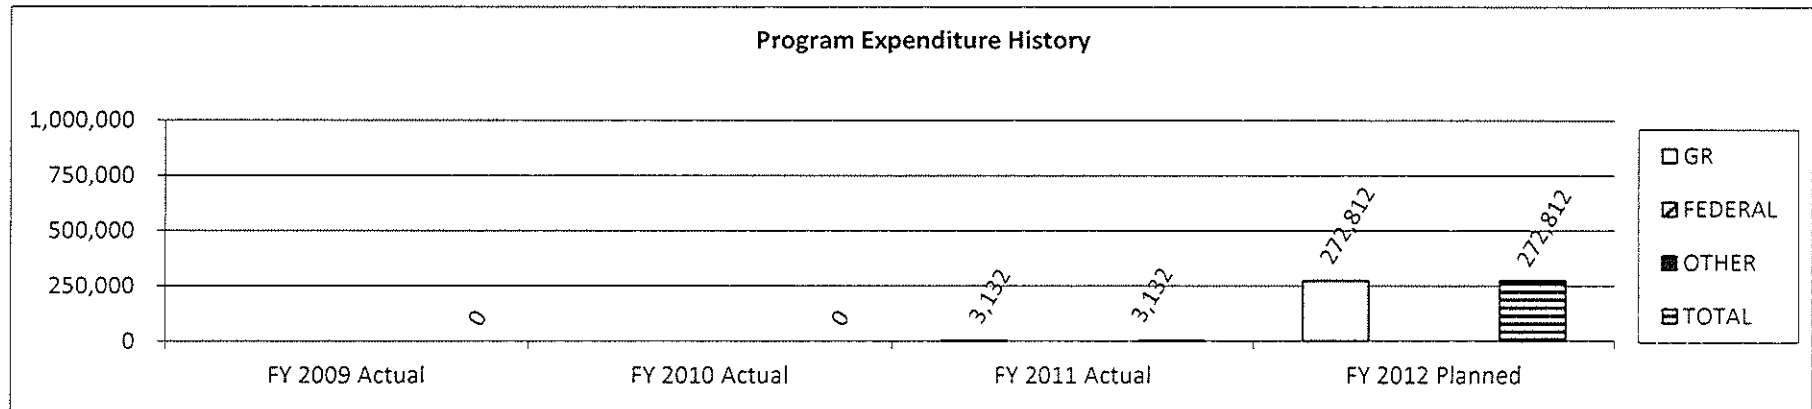 Program Expenditure History
1,000,000
750,000
500,000
250,000
0
0
0
3,132
3,132
272,812
272,812
FY 2009 Actual
FY 2010 Actual
FY 2011 Actual
FY 2012 Planned
GR
FEDERAL
OTHER
TOTAL